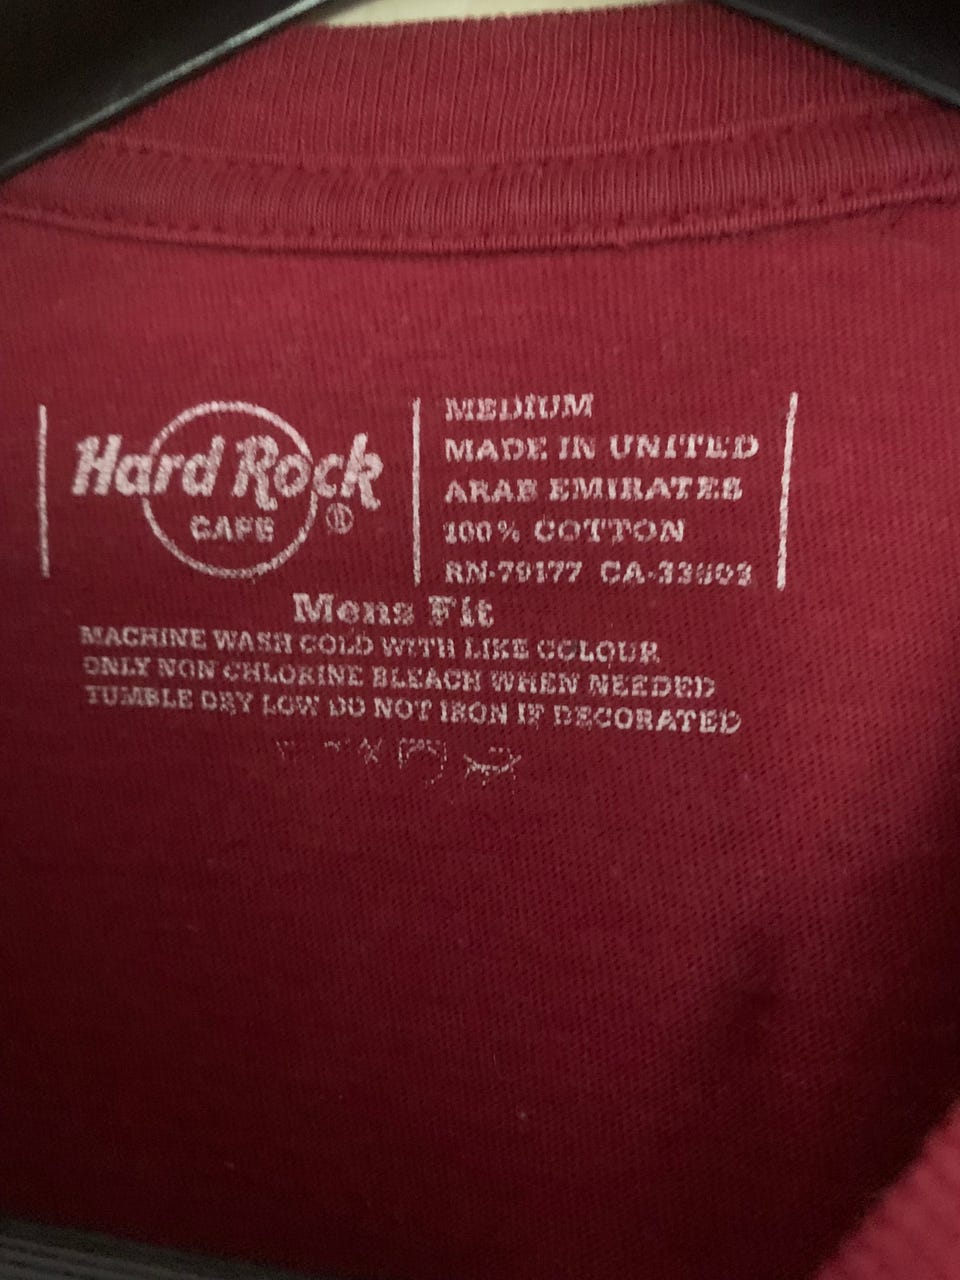 Hard Rock
CAFE
®
MEDIUM
MADE IN UNITED
ARAB EMIRATES
100% COTTON
RN-79177 CA-33603
Mens Fit
MACHINE WASH COLD WITH LIKE COLOUR
ONLY NON CHLORINE BLEACH WHEN NEEDED
TUMBLE DRY LOW DO NOT IRON IF DECORATED